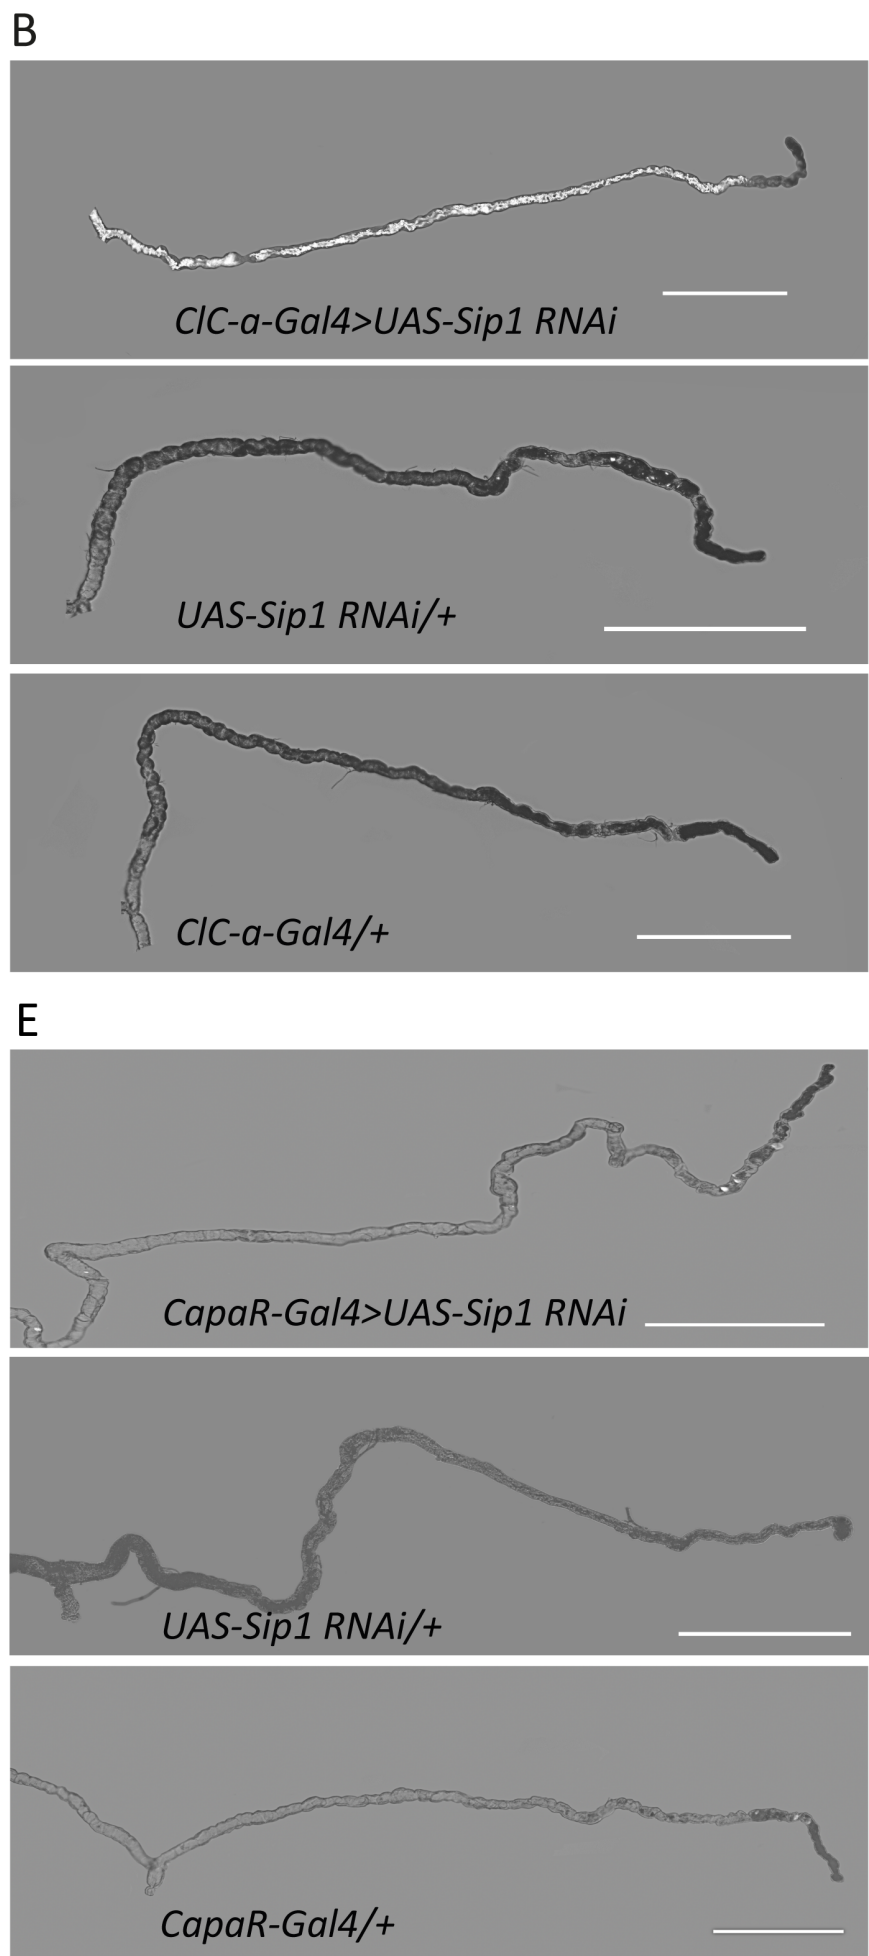 B
ClC-a-Gal4>UAS-Sip1 RNAi
UAS-Sip1 RNAi/+
ClC-a-Gal4/+
E
CapaR-Gal4>UAS-Sip1 RNAi
UAS-Sip1 RNAi/+
CapaR-Gal4/+